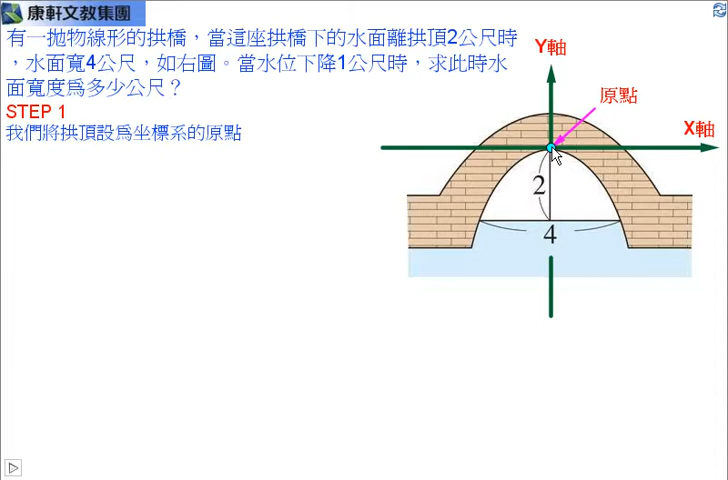 康軒文教集團
有一拋物線形的拱橋，當這座拱橋下的水面離拱頂2公尺時
，水面寬4公尺，如右圖。當水位下降1公尺時，求此時水
面寬度為多少公尺？
STEP 1
我們將拱頂設為坐標系的原點
Y軸
原點
X軸
2
4